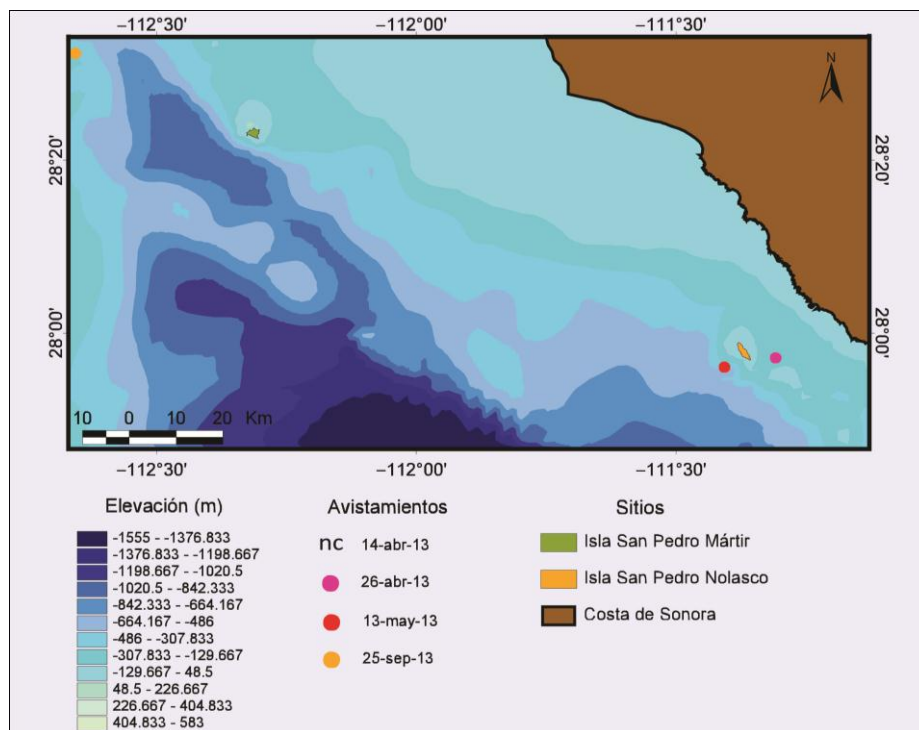 −112°30' −112°00' −111°30'
N
28°20' 28°20'
28°00' 28°00'
10 0 10 20 Km
−112°30' −112°00' −111°30'
Elevación (m)
-1555 - -1376.833
-1376.833 - -1198.667
-1198.667 - -1020.5
-1020.5 - -842.333
-842.333 - -664.167
-664.167 - -486
-486 - -307.833
-307.833 - -129.667
-129.667 - 48.5
48.5 - 226.667
226.667 - 404.833
404.833 - 583
Avistamientos
nc 14-abr-13
26-abr-13
13-may-13
25-sep-13
Sitios
Isla San Pedro Mártir
Isla San Pedro Nolasco
Costa de Sonora